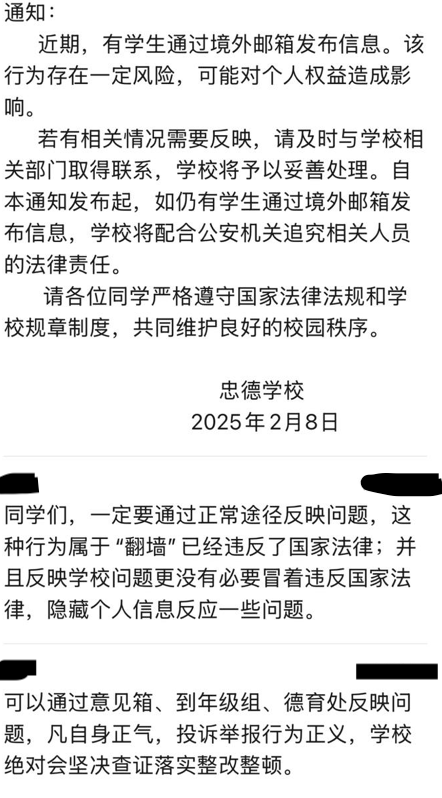 通知：
近期，有学生通过境外邮箱发布信息。该
行为存在一定风险，可能对个人权益造成影
响。
若有相关情况需要反映，请及时与学校相
关部门取得联系，学校将予以妥善处理。自
本通知发布起，如仍有学生通过境外邮箱发
布信息，学校将配合公安机关追究相关人员
的法律责任。
请各位同学严格遵守国家法律法规和学
校规章制度，共同维护良好的校园秩序。
忠德学校
2025年2月8日
同学们，一定要通过正常途径反映问题，这
种行为属于“翻墙”已经违反了国家法律；并
且反映学校问题更没有必要冒着违反国家法
律，隐藏个人信息反应一些问题。
可以通过意见箱、到年级组、德育处反映问
题，凡自身正气，投诉举报行为正义，学校
绝对会坚决查证落实整改整顿。